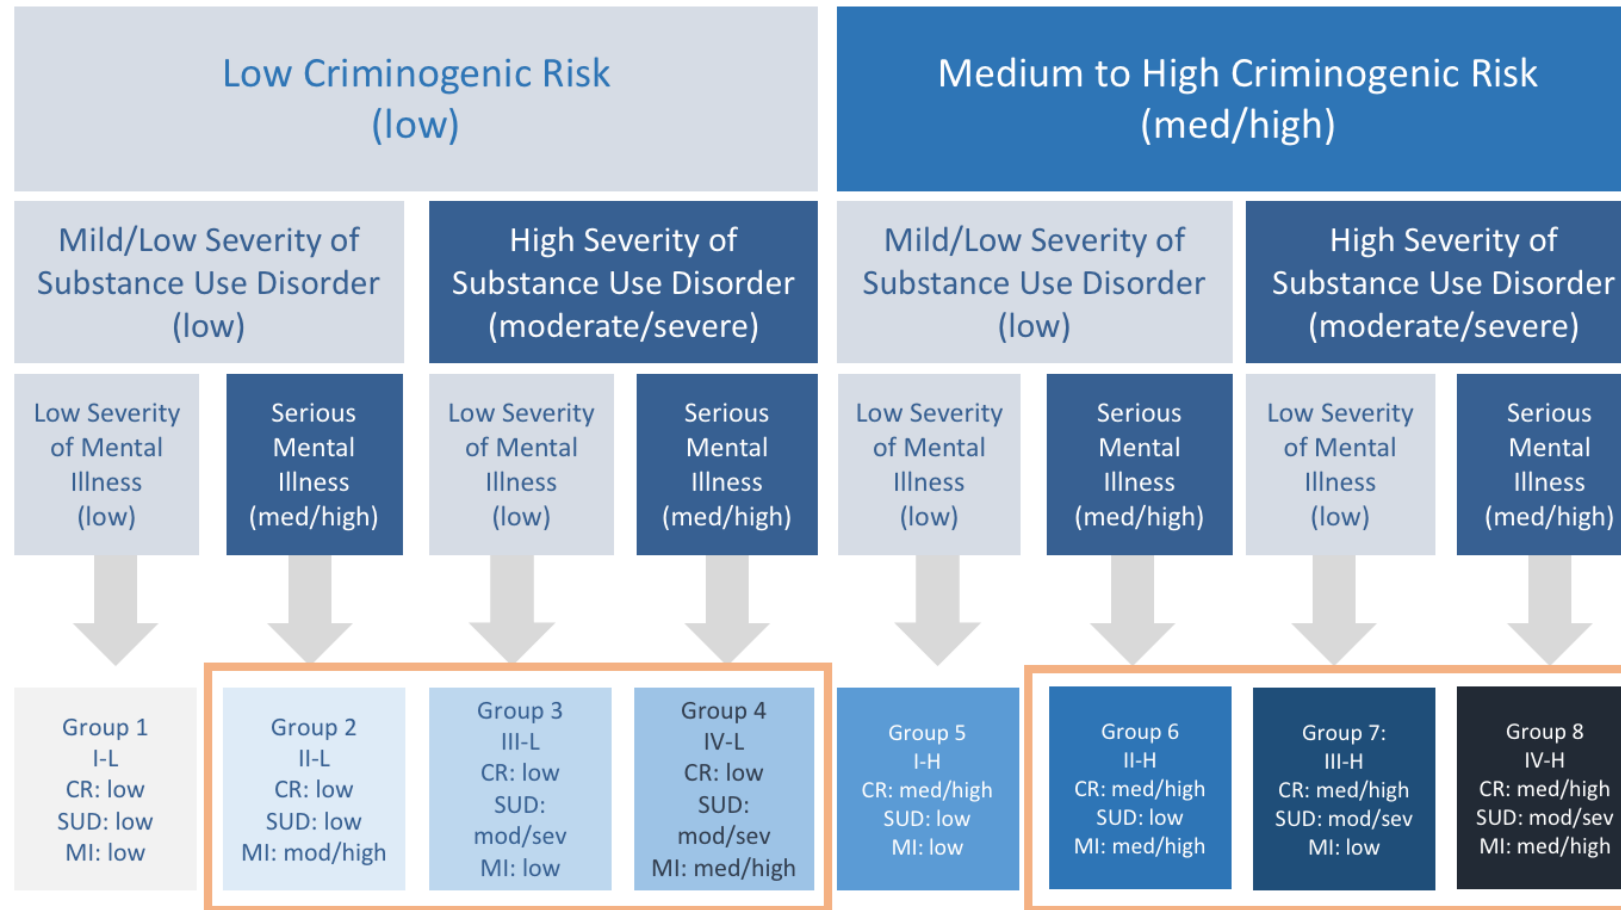 Low Criminogenic Risk
(low)
Medium to High Criminogenic Risk
(med/high)
Mild/Low Severity of
Substance Use Disorder
(low)
High Severity of
Substance Use Disorder
(moderate/severe)
Mild/Low Severity of
Substance Use Disorder
(low)
High Severity of
Substance Use Disorder
(moderate/severe)
Low Severity
of Mental
Illness
(low)
Serious
Mental
Illness
(med/high)
Low Severity
of Mental
Illness
(low)
Serious
Mental
Illness
(med/high)
Low Severity
of Mental
Illness
(low)
Serious
Mental
Illness
(med/high)
Low Severity
of Mental
Illness
(low)
Serious
Mental
Illness
(med/high)
Group 1
I-L
CR: low
SUD: low
MI: low
Group 2
II-L
CR: low
SUD: low
MI: mod/high
Group 3
III-L
CR: low
SUD:
mod/sev
MI: low
Group 4
IV-L
CR: low
SUD:
mod/sev
MI: med/high
Group 5
I-H
CR: med/high
SUD: low
MI: low
Group 6
II-H
CR: med/high
SUD: low
MI: med/high
Group 7:
III-H
CR: med/high
SUD: mod/sev
MI: low
Group 8
IV-H
CR: med/high
SUD: mod/sev
MI: med/high